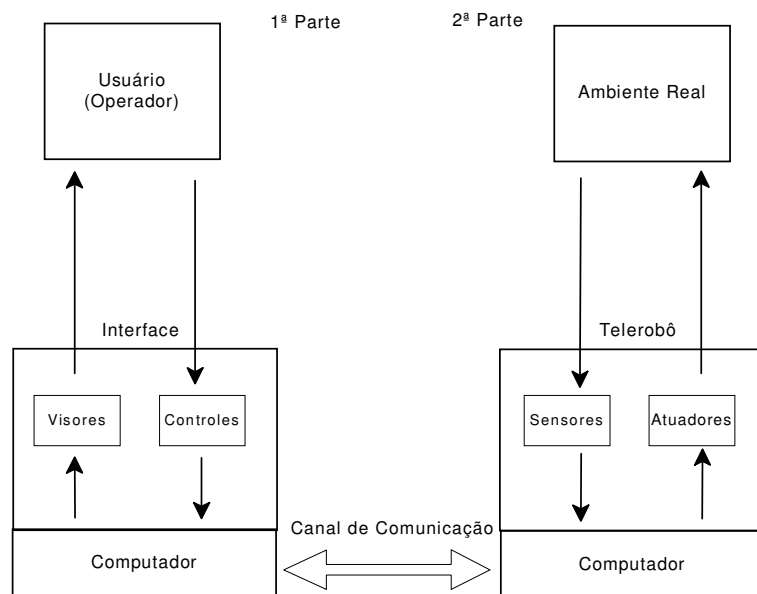 1ª Parte
2ª Parte
Usuário
(Operador)
Ambiente Real
Interface
Telerobô
Visores
Controles
Sensores
Atuadores
Canal de Comunicação
Computador
Computador